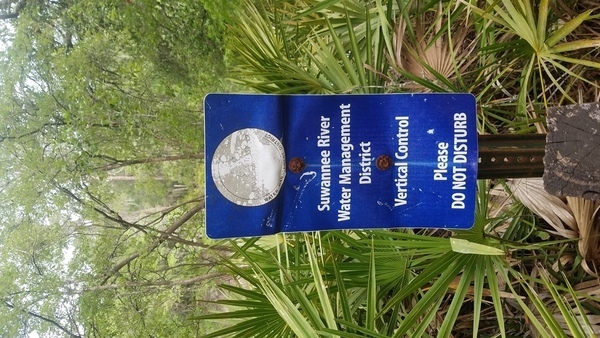 Suwannee River
Water Management
District
Vertical Control
Please
DO NOT DISTURB